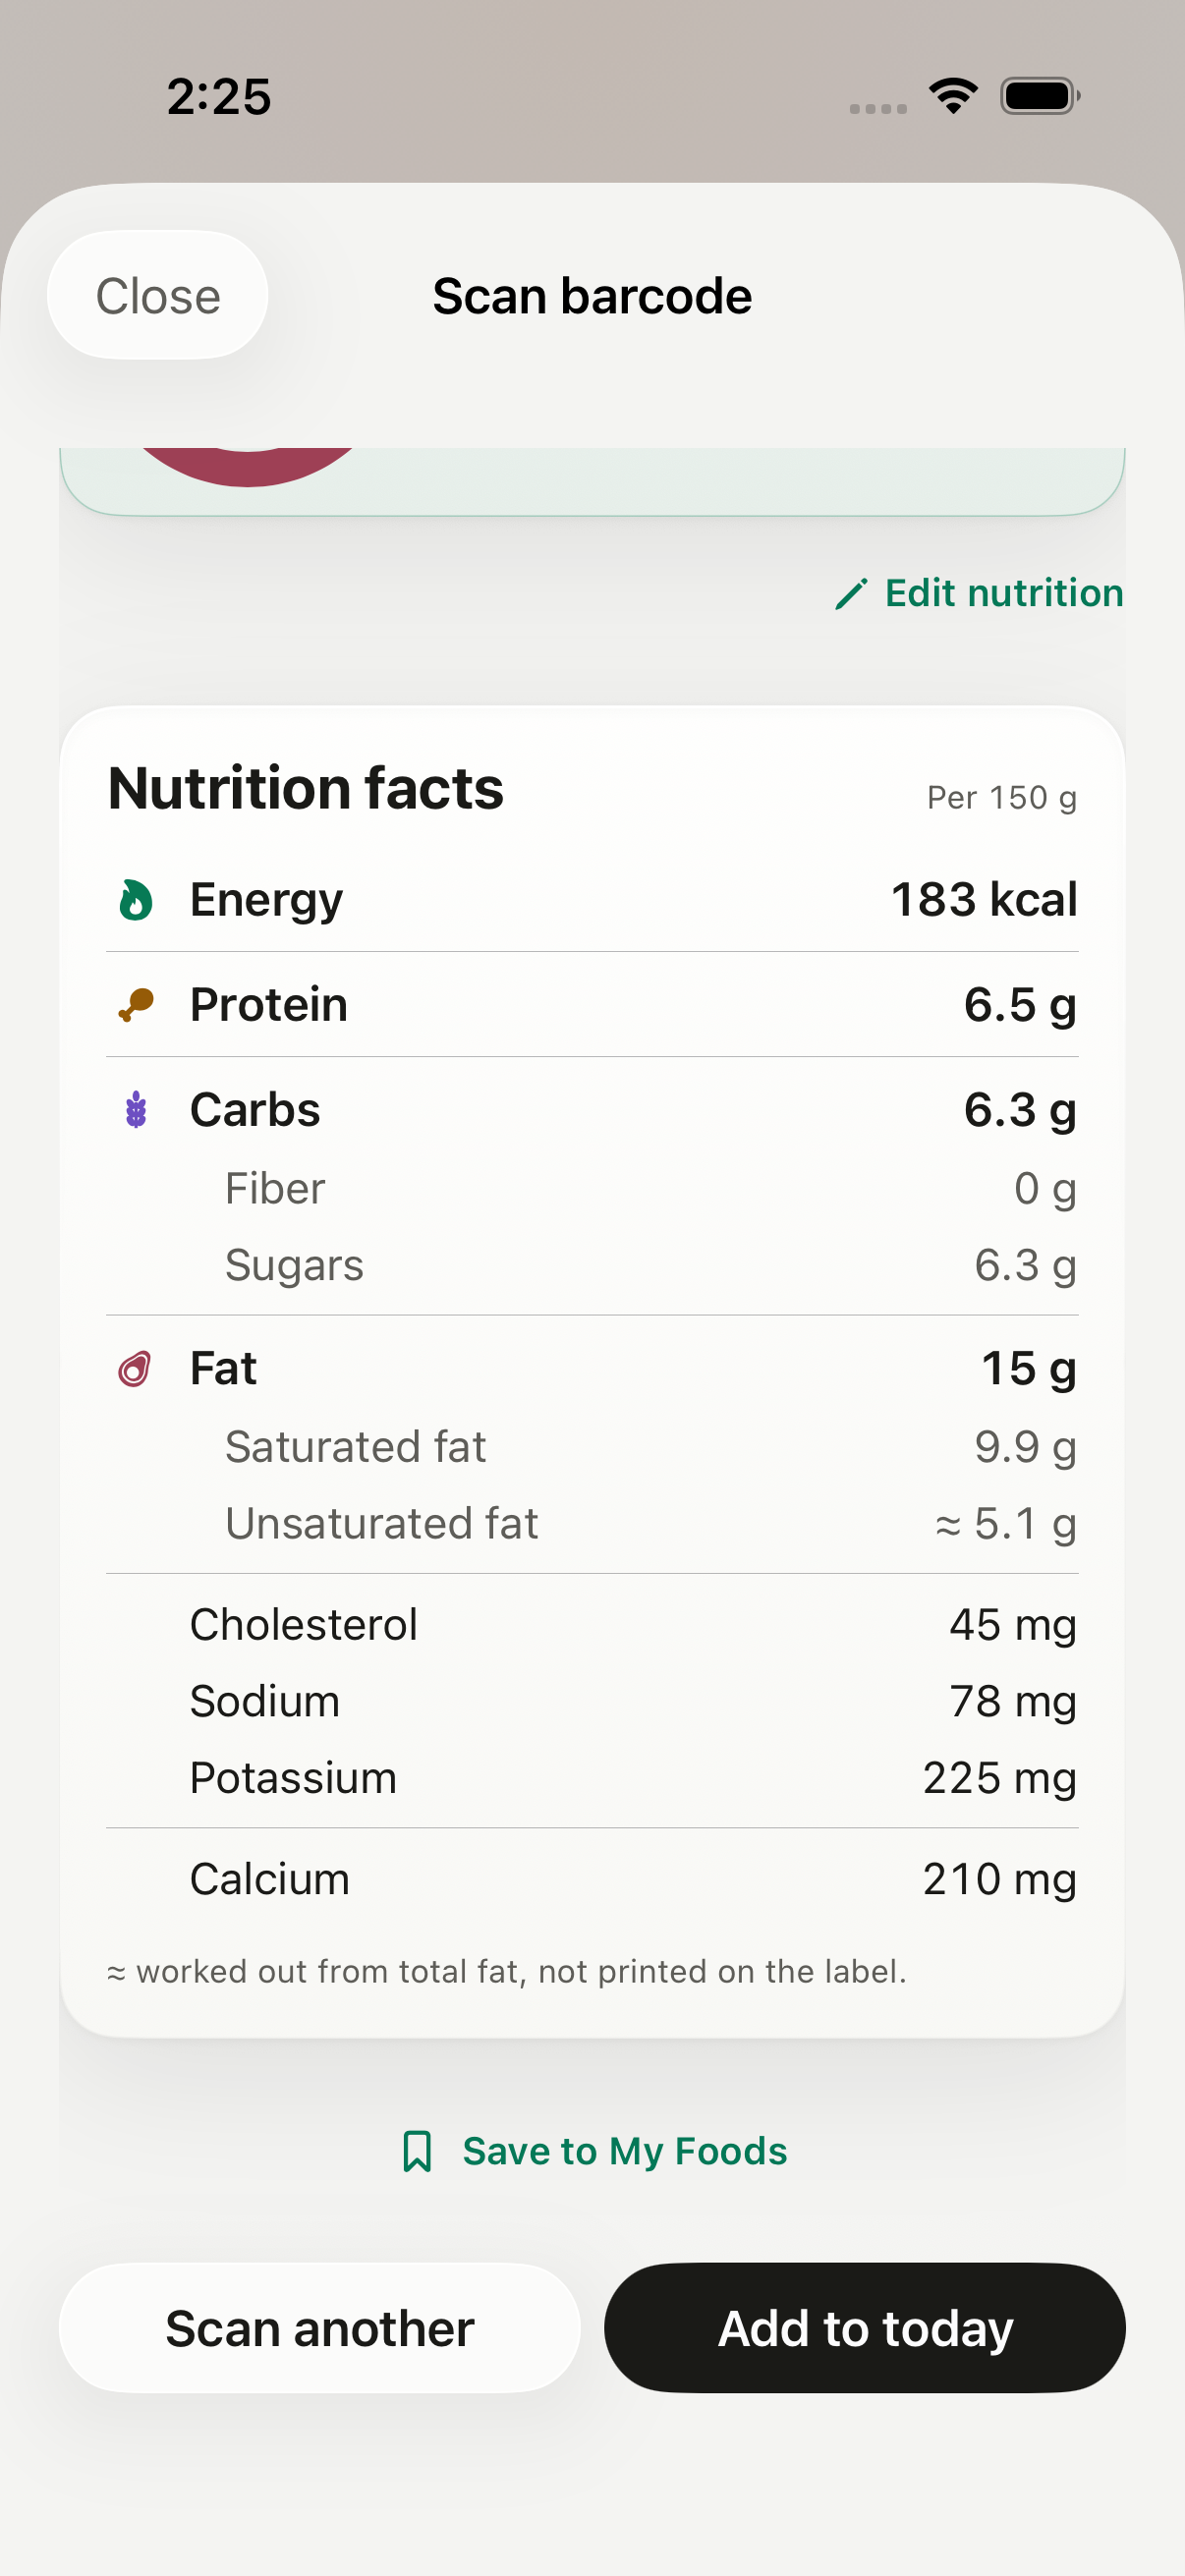 2:25
Close
Scan barcode
Edit nutrition
Nutrition facts
Per 150 g
Energy 183 kcal
Protein 6.5 g
Carbs 6.3 g
Fiber 0 g
Sugars 6.3 g
Fat 15 g
Saturated fat 9.9 g
Unsaturated fat ≈ 5.1 g
Cholesterol 45 mg
Sodium 78 mg
Potassium 225 mg
Calcium 210 mg
≈ worked out from total fat, not printed on the label.
Save to My Foods
Scan another
Add to today